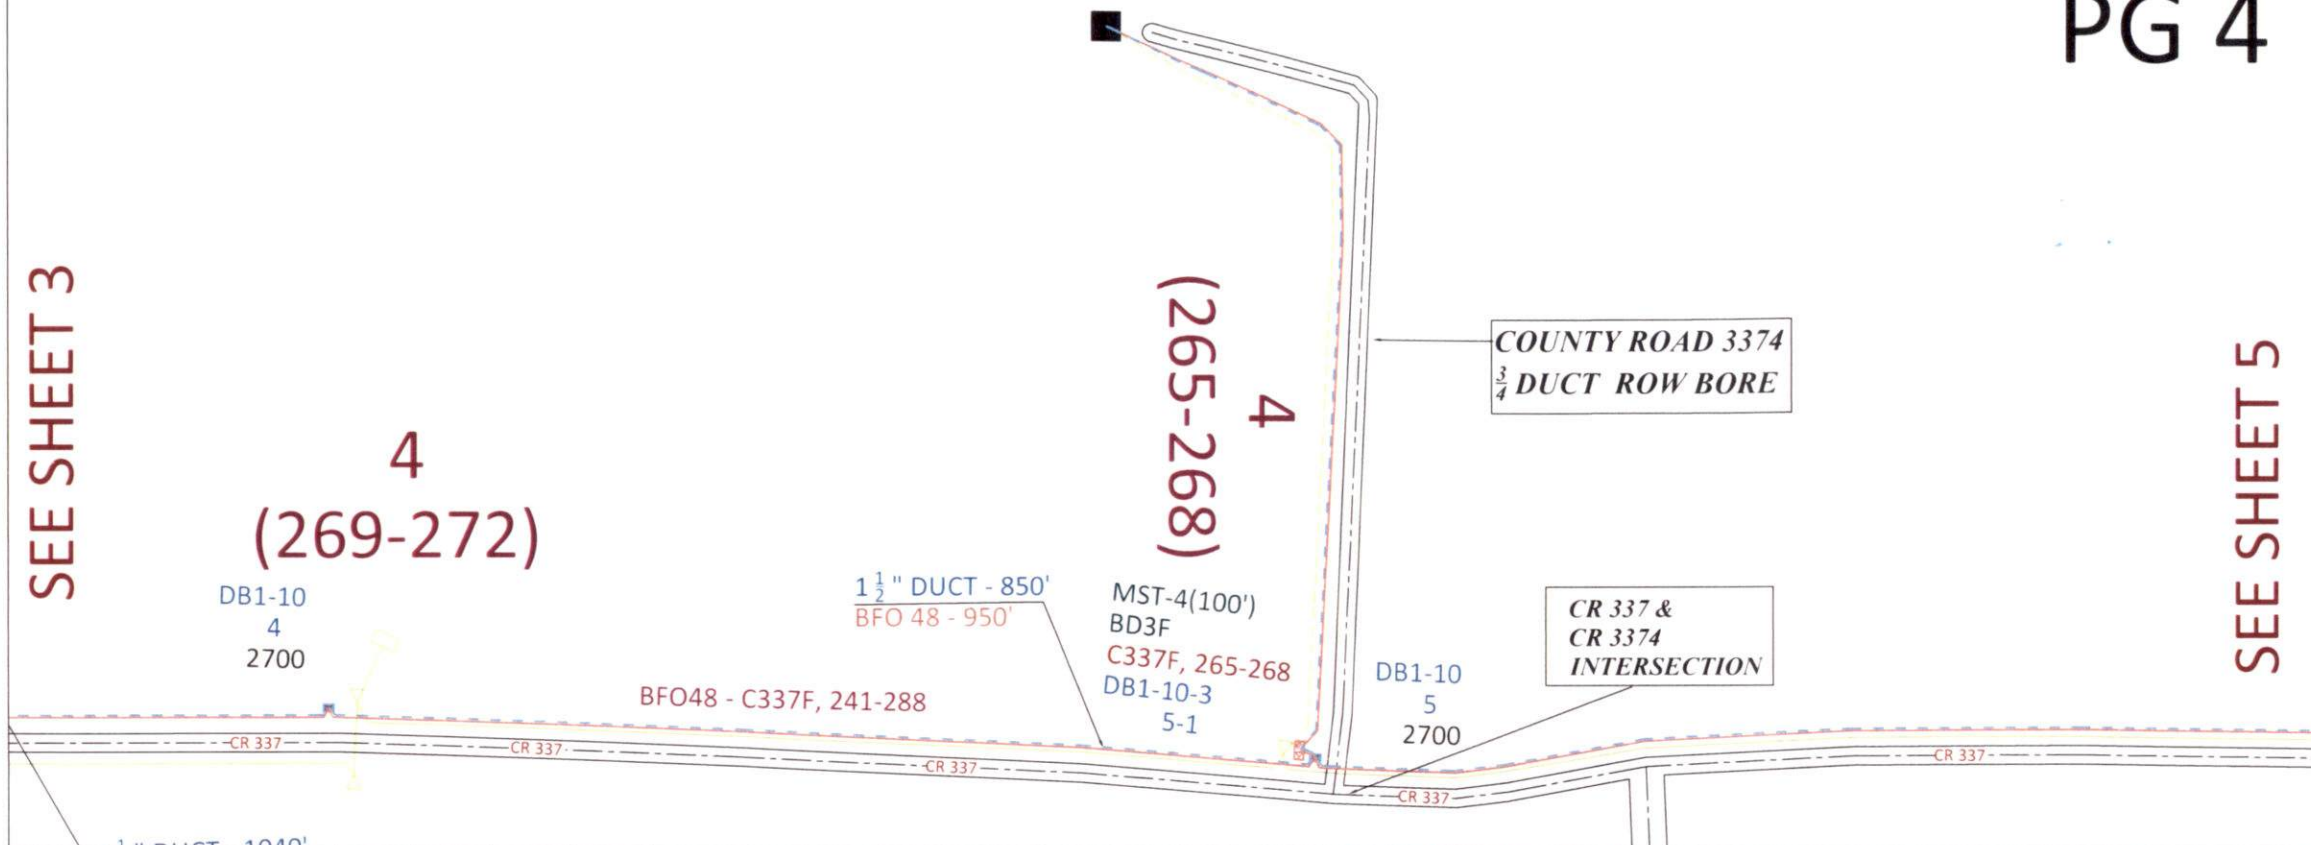 PG 4
SEE SHEET 3
4
(269-272)
DB1-10
4
2700
1 1/2 " DUCT - 850'
BFO 48 - 950'
BFO48 - C337F, 241-288
4
(265-268)
MST-4(100')
BD3F
C337F, 265-268
DB1-10-3
5-1
DB1-10
5
2700
COUNTY ROAD 3374
3/4 DUCT ROW BORE
CR 337 &
CR 3374
INTERSECTION
SEE SHEET 5
CR 337
CR 337
CR 337
CR 337
CR 337